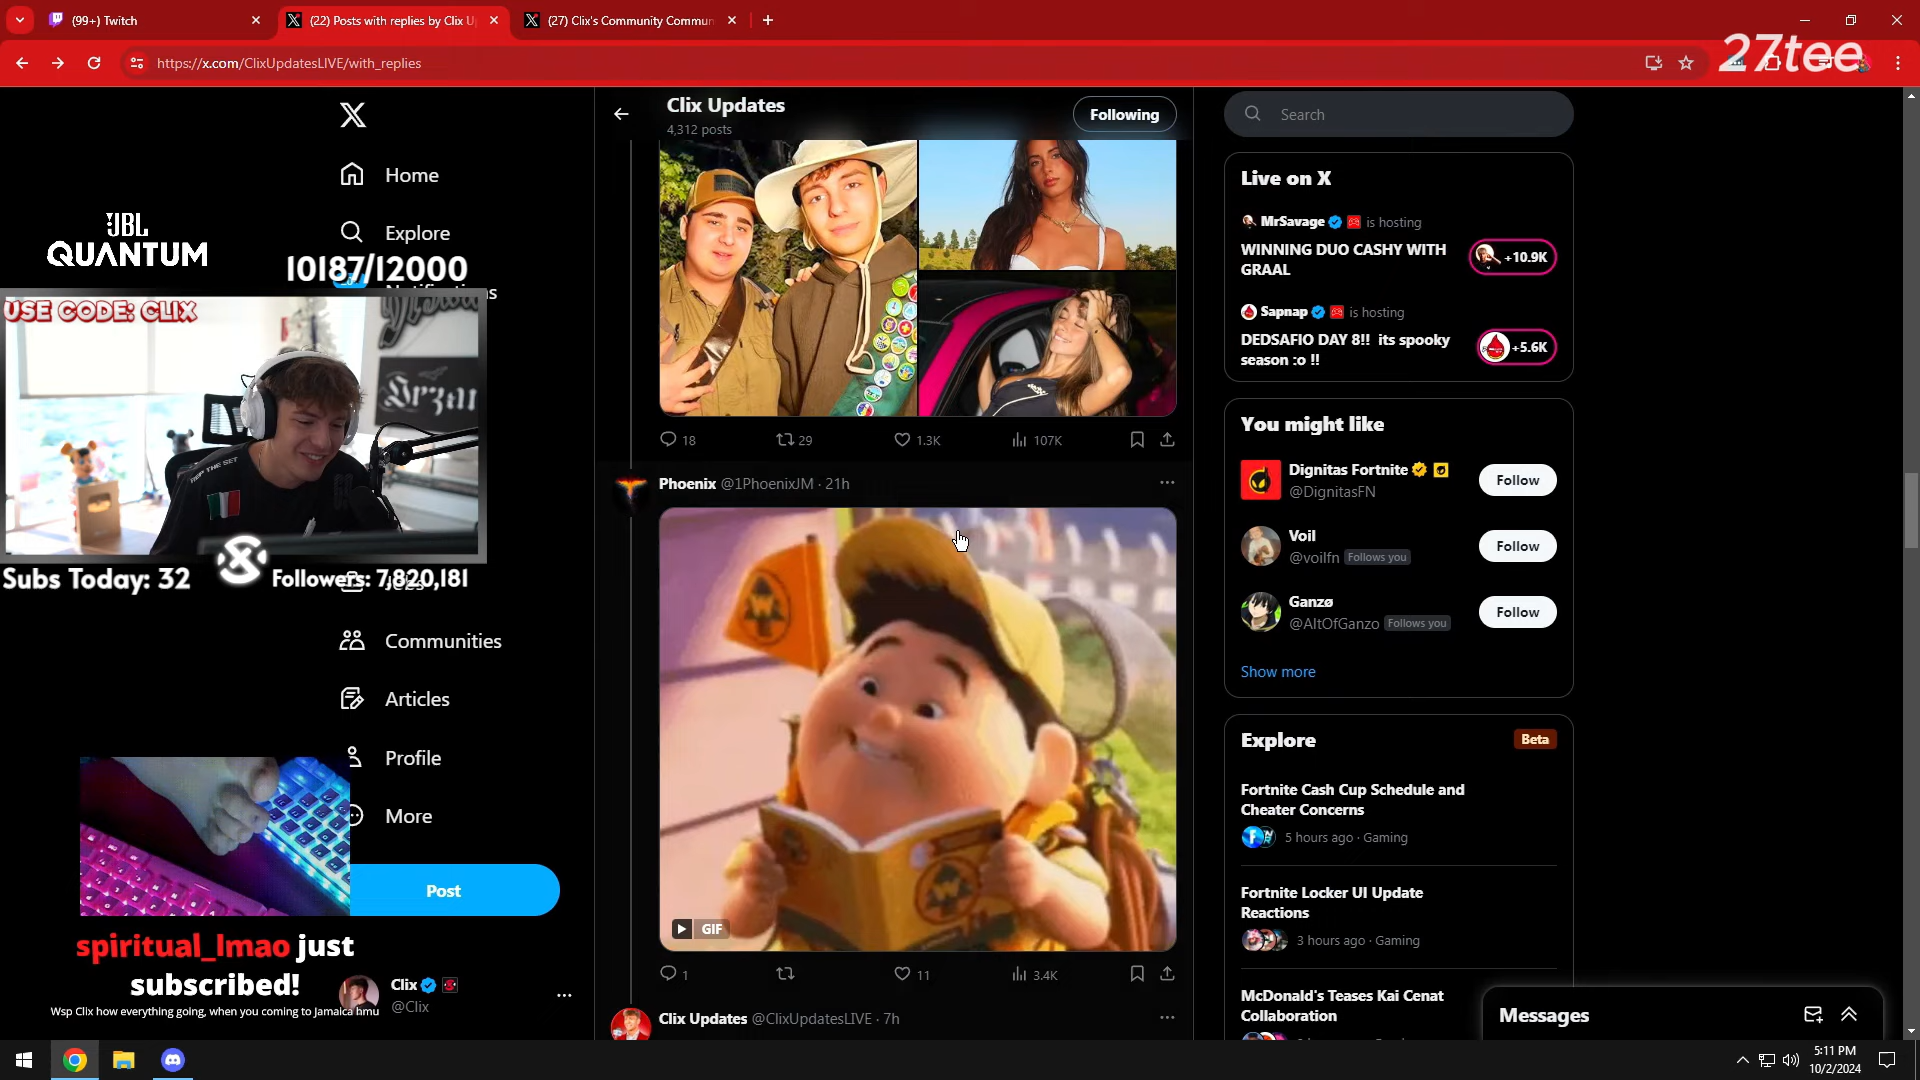 (99+) Twitch
(22) Posts with replies by Clix U
(27) Clix's Community Commun
27tee
https://x.com/ClixUpdatesLIVE/with_replies
Clix Updates
4,312 posts
Following
Search
Home
Explore
JBL
QUANTUM
10187/12000
USE CODE: CLIX
Subs Today: 32
Followers: 7,820,181
Communities
Articles
Profile
More
Post
spiritual_lmao just
subscribed!
Wsp Clix how everything going, when you coming to Jamaica hmu
Clix
@Clix
18
29
1.3K
107K
Phoenix @1PhoenixJM · 21h
GIF
1
11
3.4K
Clix Updates @ClixUpdatesLIVE · 7h
Live on X
MrSavage is hosting
WINNING DUO CASHY WITH
GRAAL
+10.9K
Sapnap is hosting
DEDSAFIO DAY 8!! its spooky
season :o !!
+5.6K
You might like
Dignitas Fortnite
@DignitasFN
Follow
Voil
@voilfn Follows you
Follow
Ganzø
@AltOfGanzo Follows you
Follow
Show more
Explore
Beta
Fortnite Cash Cup Schedule and
Cheater Concerns
5 hours ago · Gaming
Fortnite Locker UI Update
Reactions
3 hours ago · Gaming
McDonald's Teases Kai Cenat
Collaboration
Messages
5:11 PM
10/2/2024